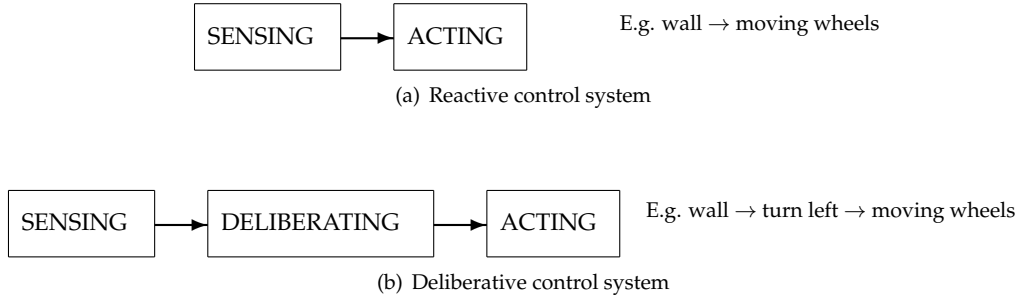 SENSING ACTING E.g. wall → moving wheels
(a) Reactive control system
SENSING DELIBERATING ACTING E.g. wall → turn left → moving wheels
(b) Deliberative control system